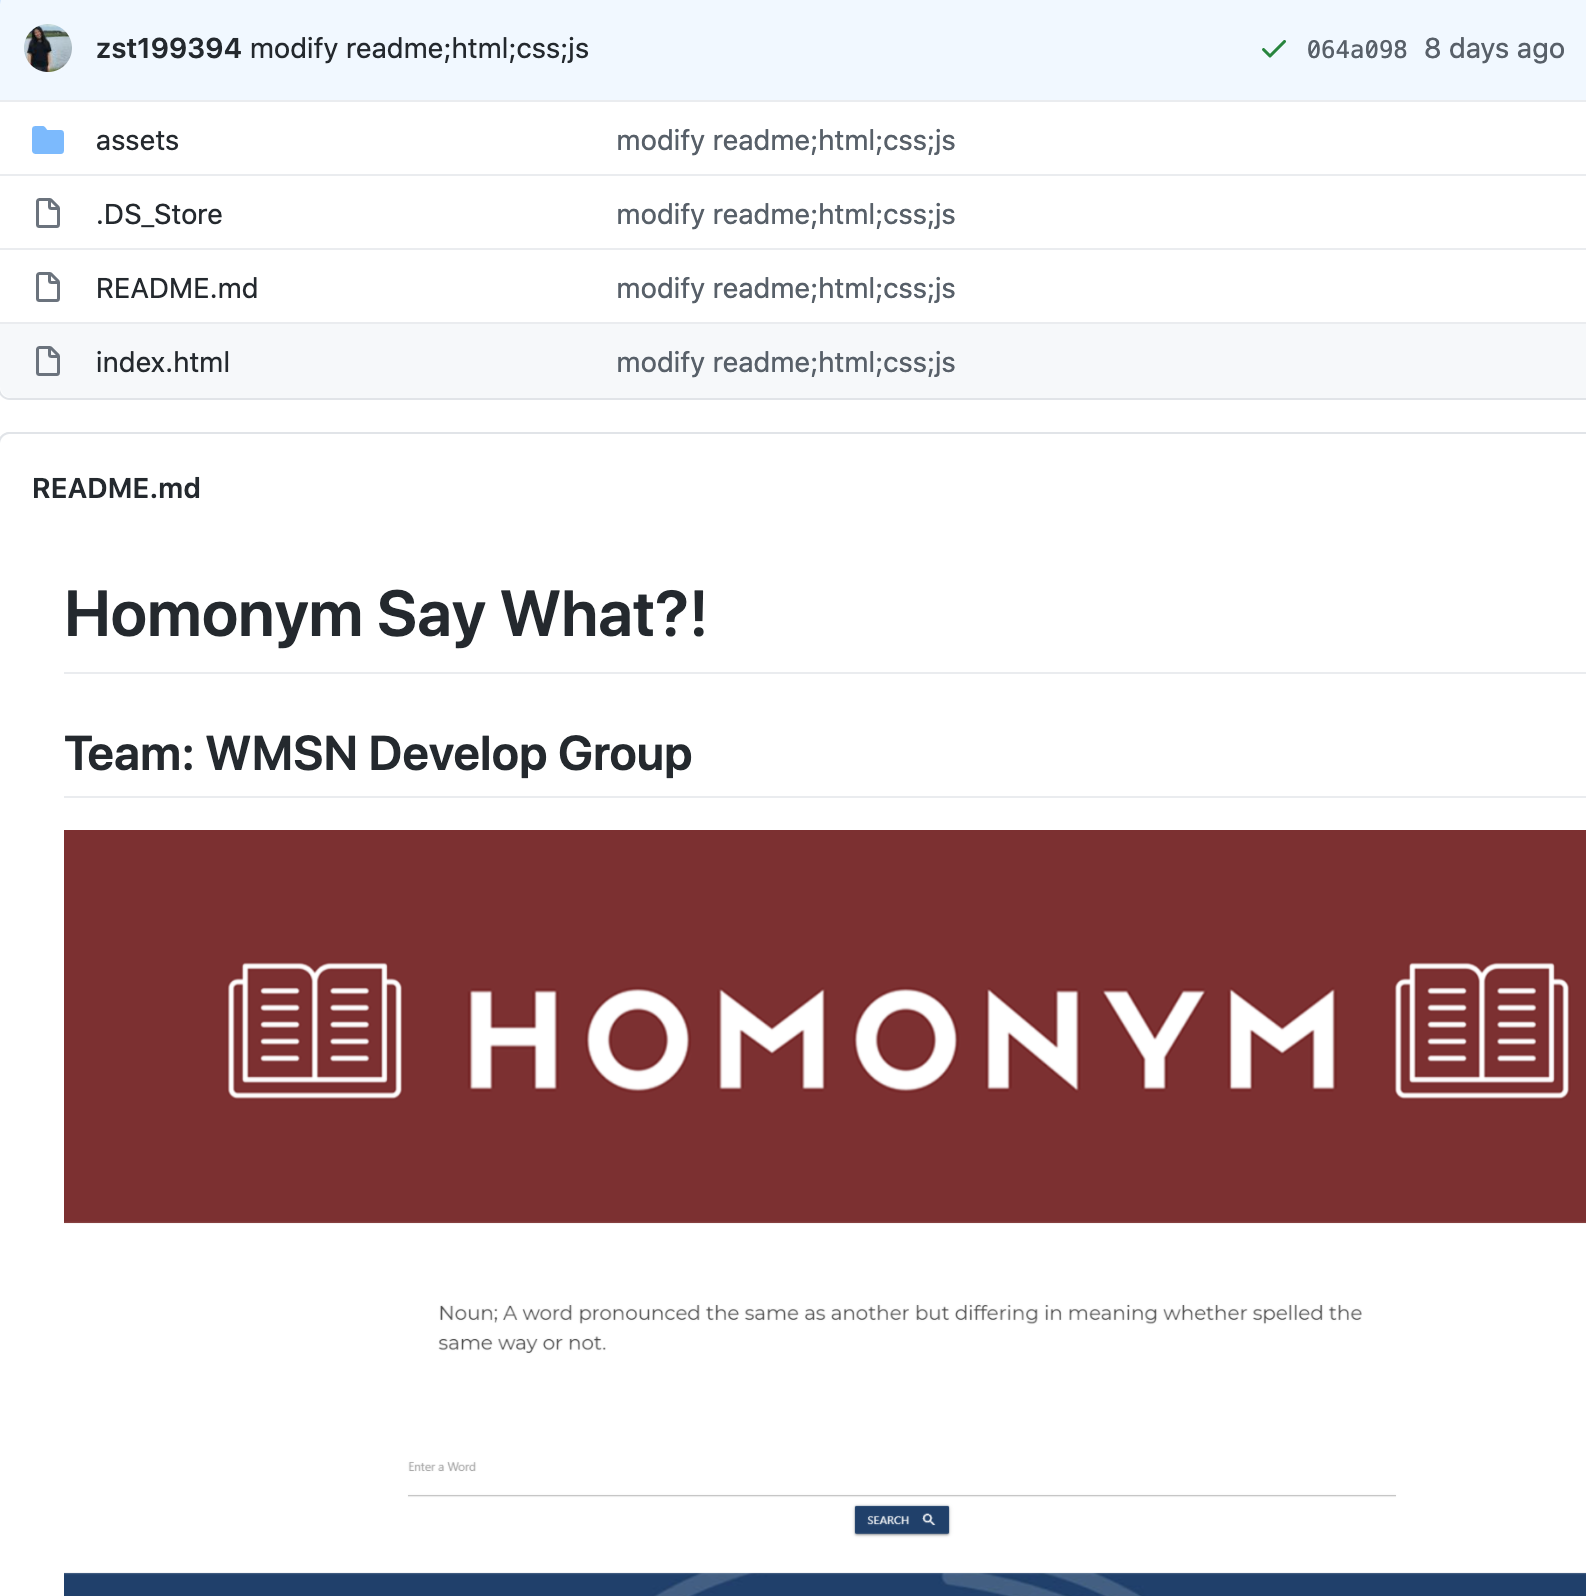 zst199394 modify readme;html;css;js 064a098 8 days ago
assets modify readme;html;css;js
.DS_Store modify readme;html;css;js
README.md modify readme;html;css;js
index.html modify readme;html;css;js
README.md
Homonym Say What?!
Team: WMSN Develop Group
HOMONYM
Noun; A word pronounced the same as another but differing in meaning whether spelled the
same way or not.
Enter a Word
SEARCH